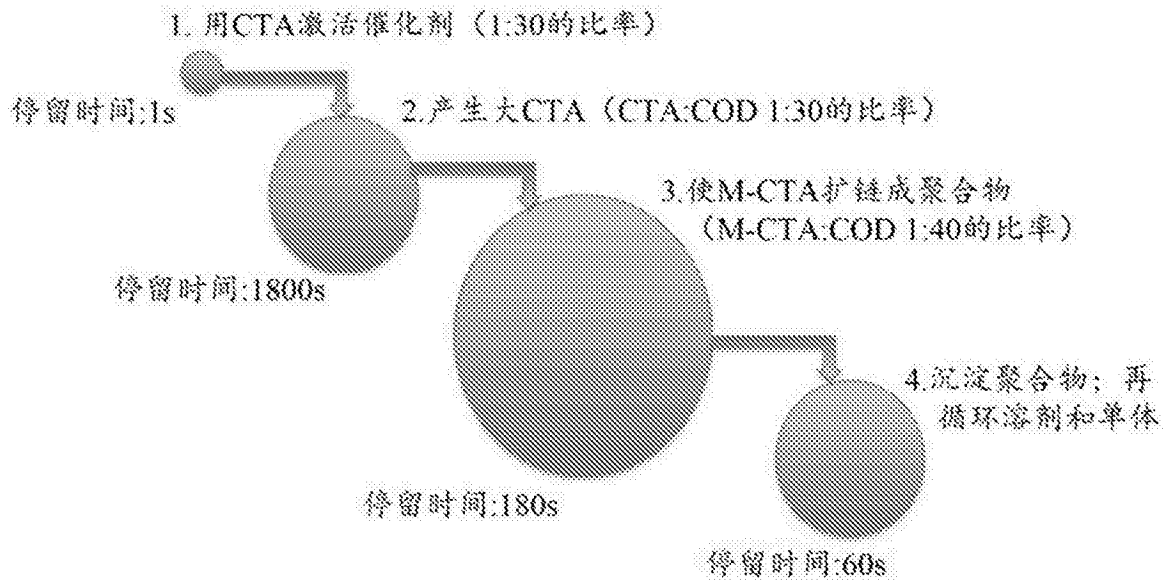 1. 用CTA激活催化剂（1:30的比率）
停留时间:1s
2.产生大CTA（CTA:COD 1:30的比率）
停留时间:1800s
3.使M-CTA扩链成聚合物
（M-CTA:COD 1:40的比率）
停留时间:180s
4.沉淀聚合物；再
循环溶剂和单体
停留时间:60s